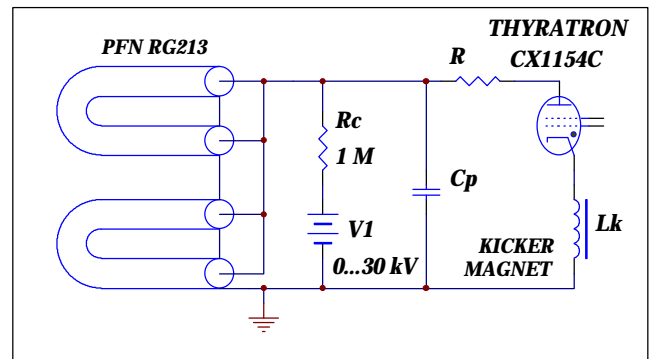 PFN RG213
THYRATRON
CX1154C
R
Rc
1 M
Cp
V1
0...30 kV
Lk
KICKER
MAGNET